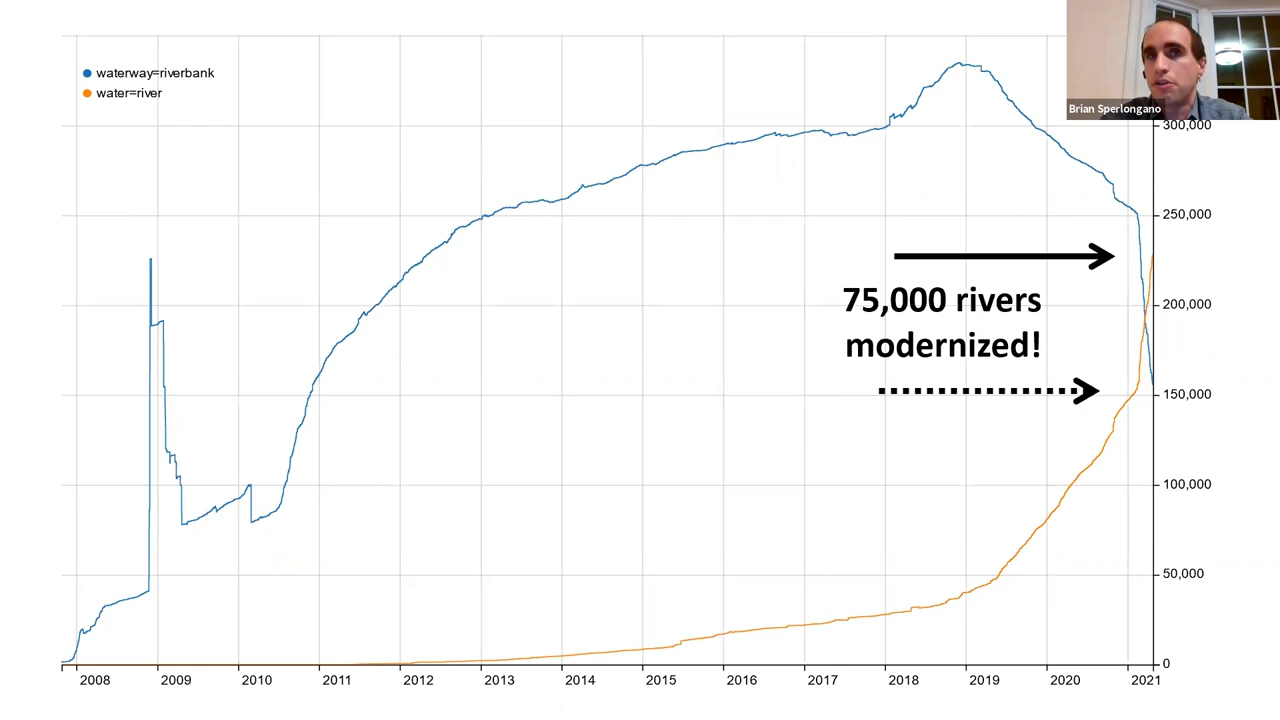 waterway=riverbank
water=river
Brian Sperlongano
300,000
250,000
75,000 rivers
modernized!
200,000
150,000
100,000
50,000
0
2008 2009 2010 2011 2012 2013 2014 2015 2016 2017 2018 2019 2020 2021